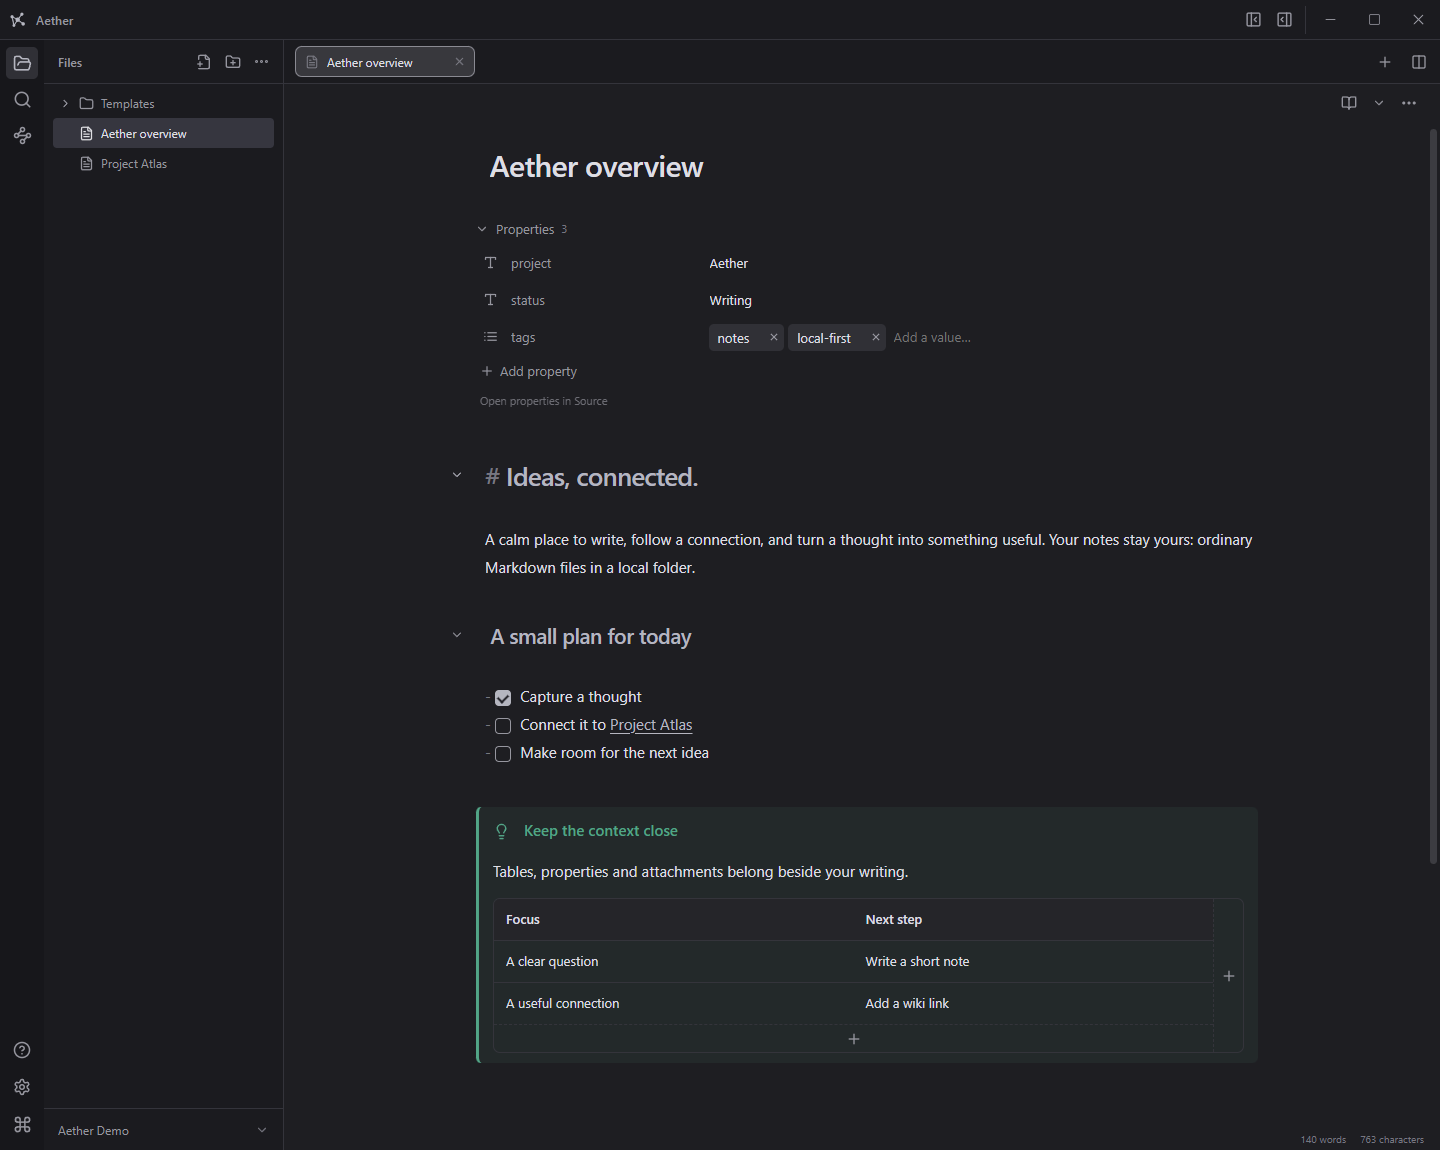 Aether
Files
Aether overview
Templates
Aether overview
Project Atlas
Aether overview
Properties 3
project Aether
status Writing
tags notes local-first Add a value...
Add property
Open properties in Source
# Ideas, connected.
A calm place to write, follow a connection, and turn a thought into something useful. Your notes stay yours: ordinary
Markdown files in a local folder.
A small plan for today
- Capture a thought
- Connect it to Project Atlas
- Make room for the next idea
Keep the context close
Tables, properties and attachments belong beside your writing.
Focus Next step
A clear question Write a short note
A useful connection Add a wiki link
Aether Demo
140 words 763 characters